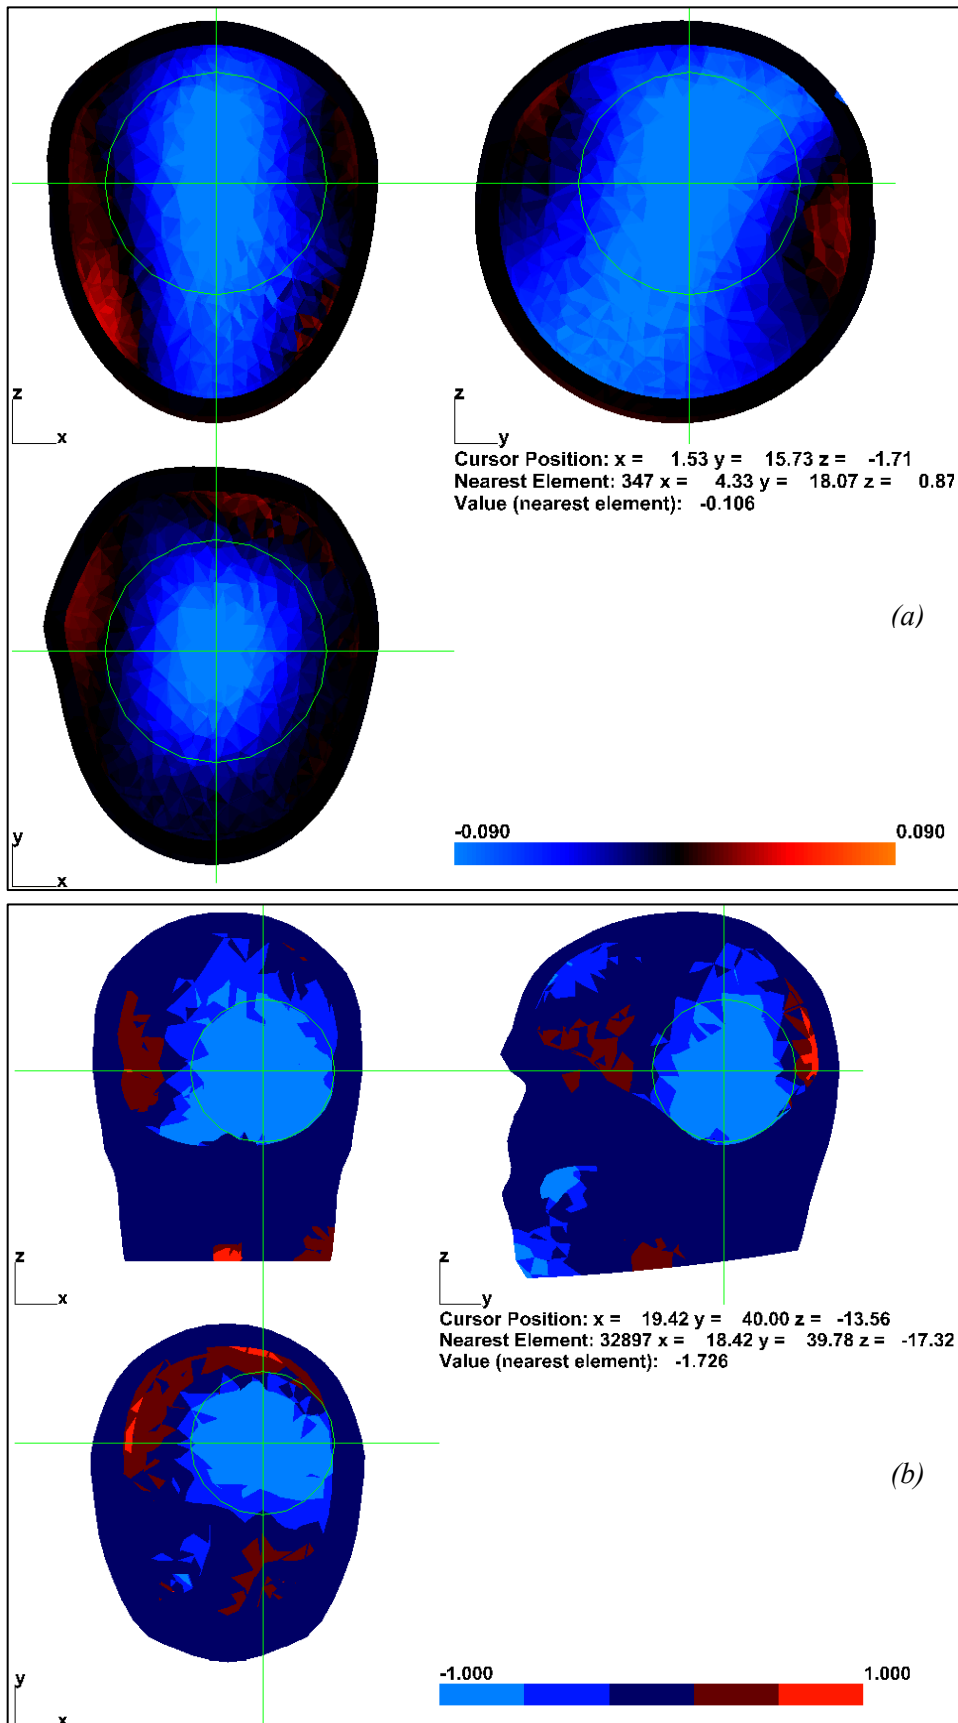 z
x
z
y
Cursor Position: x = 1.53 y = 15.73 z = -1.71
Nearest Element: 347 x = 4.33 y = 18.07 z = 0.87
Value (nearest element): -0.106
(a)
y
x
-0.090 0.090
z
x
z
y
Cursor Position: x = 19.42 y = 40.00 z = -13.56
Nearest Element: 32897 x = 18.42 y = 39.78 z = -17.32
Value (nearest element): -1.726
(b)
y
x
-1.000 1.000